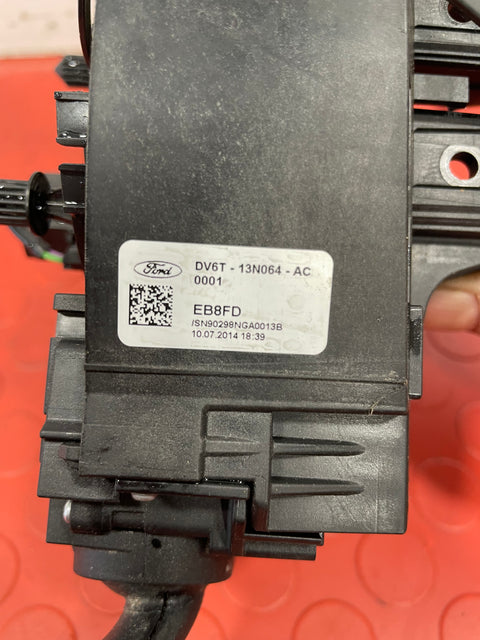 Ford DV6T - 13N064 - AC
0001
EB8FD
/SN90298NGA0013B
10.07.2014 18:39